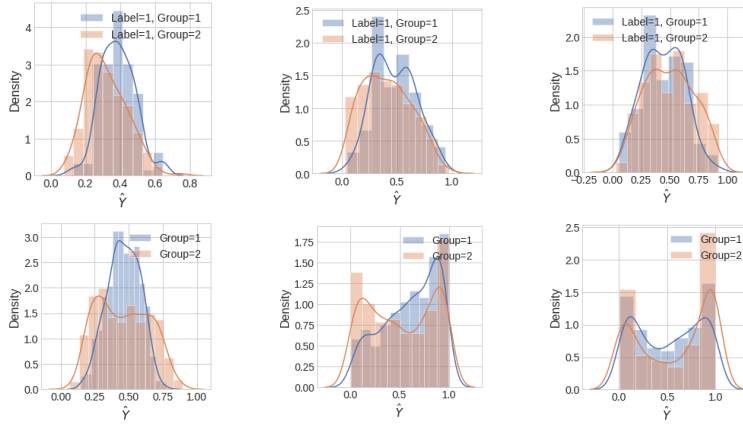 Label=1, Group=1
Label=1, Group=2
Density
4
3
2
1
0
0.0 0.2 0.4 0.6 0.8
Ŷ
Label=1, Group=1
Label=1, Group=2
Density
2.5
2.0
1.5
1.0
0.5
0.0
0.0 0.5 1.0
Ŷ
Label=1, Group=1
Label=1, Group=2
Density
2.0
1.5
1.0
0.5
0.0
−0.25 0.00 0.25 0.50 0.75 1.00
Ŷ
Group=1
Group=2
Density
3.0
2.5
2.0
1.5
1.0
0.5
0.0
0.00 0.25 0.50 0.75 1.00
Ŷ
Group=1
Group=2
Density
1.75
1.50
1.25
1.00
0.75
0.50
0.25
0.00
0.0 0.5 1.0
Ŷ
Group=1
Group=2
Density
2.5
2.0
1.5
1.0
0.5
0.0
0.0 0.5 1.0
Ŷ